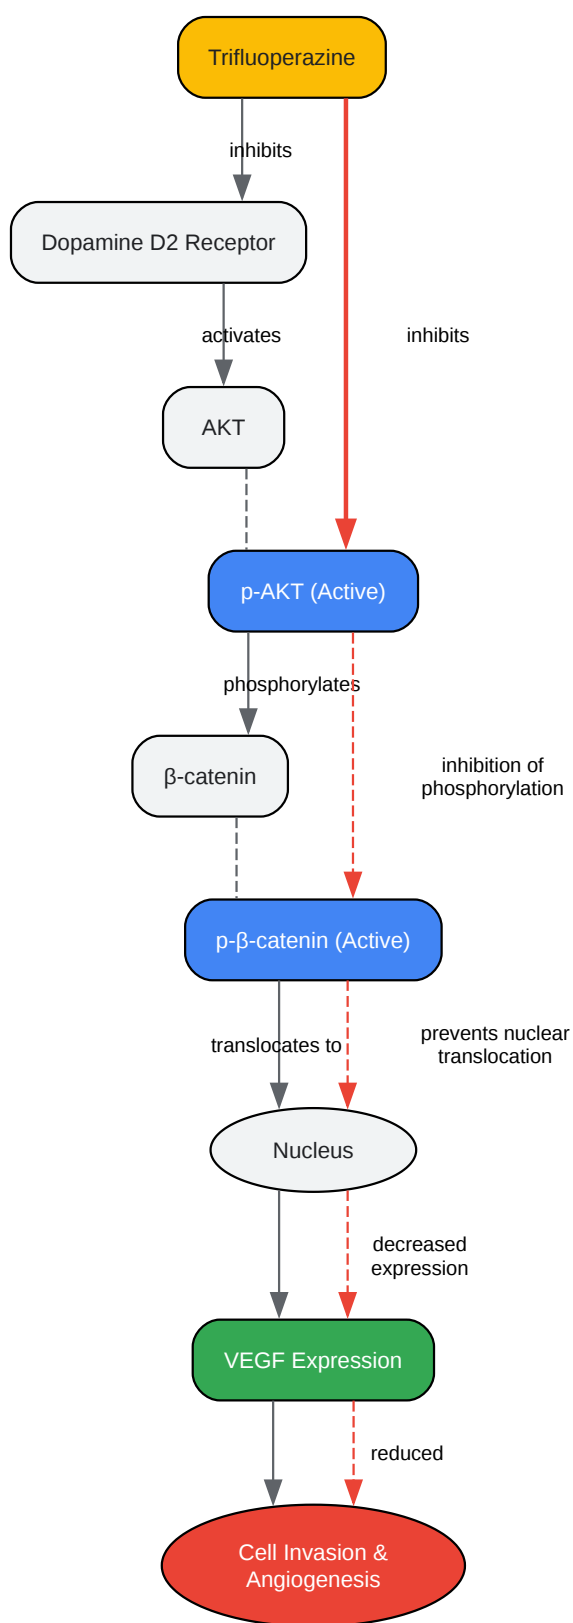 Trifluoperazine
inhibits
Dopamine D2 Receptor
activates
inhibits
AKT
p-AKT (Active)
phosphorylates
β-catenin
inhibition of
phosphorylation
p-β-catenin (Active)
translocates to
prevents nuclear
translocation
Nucleus
decreased
expression
VEGF Expression
reduced
Cell Invasion &
Angiogenesis